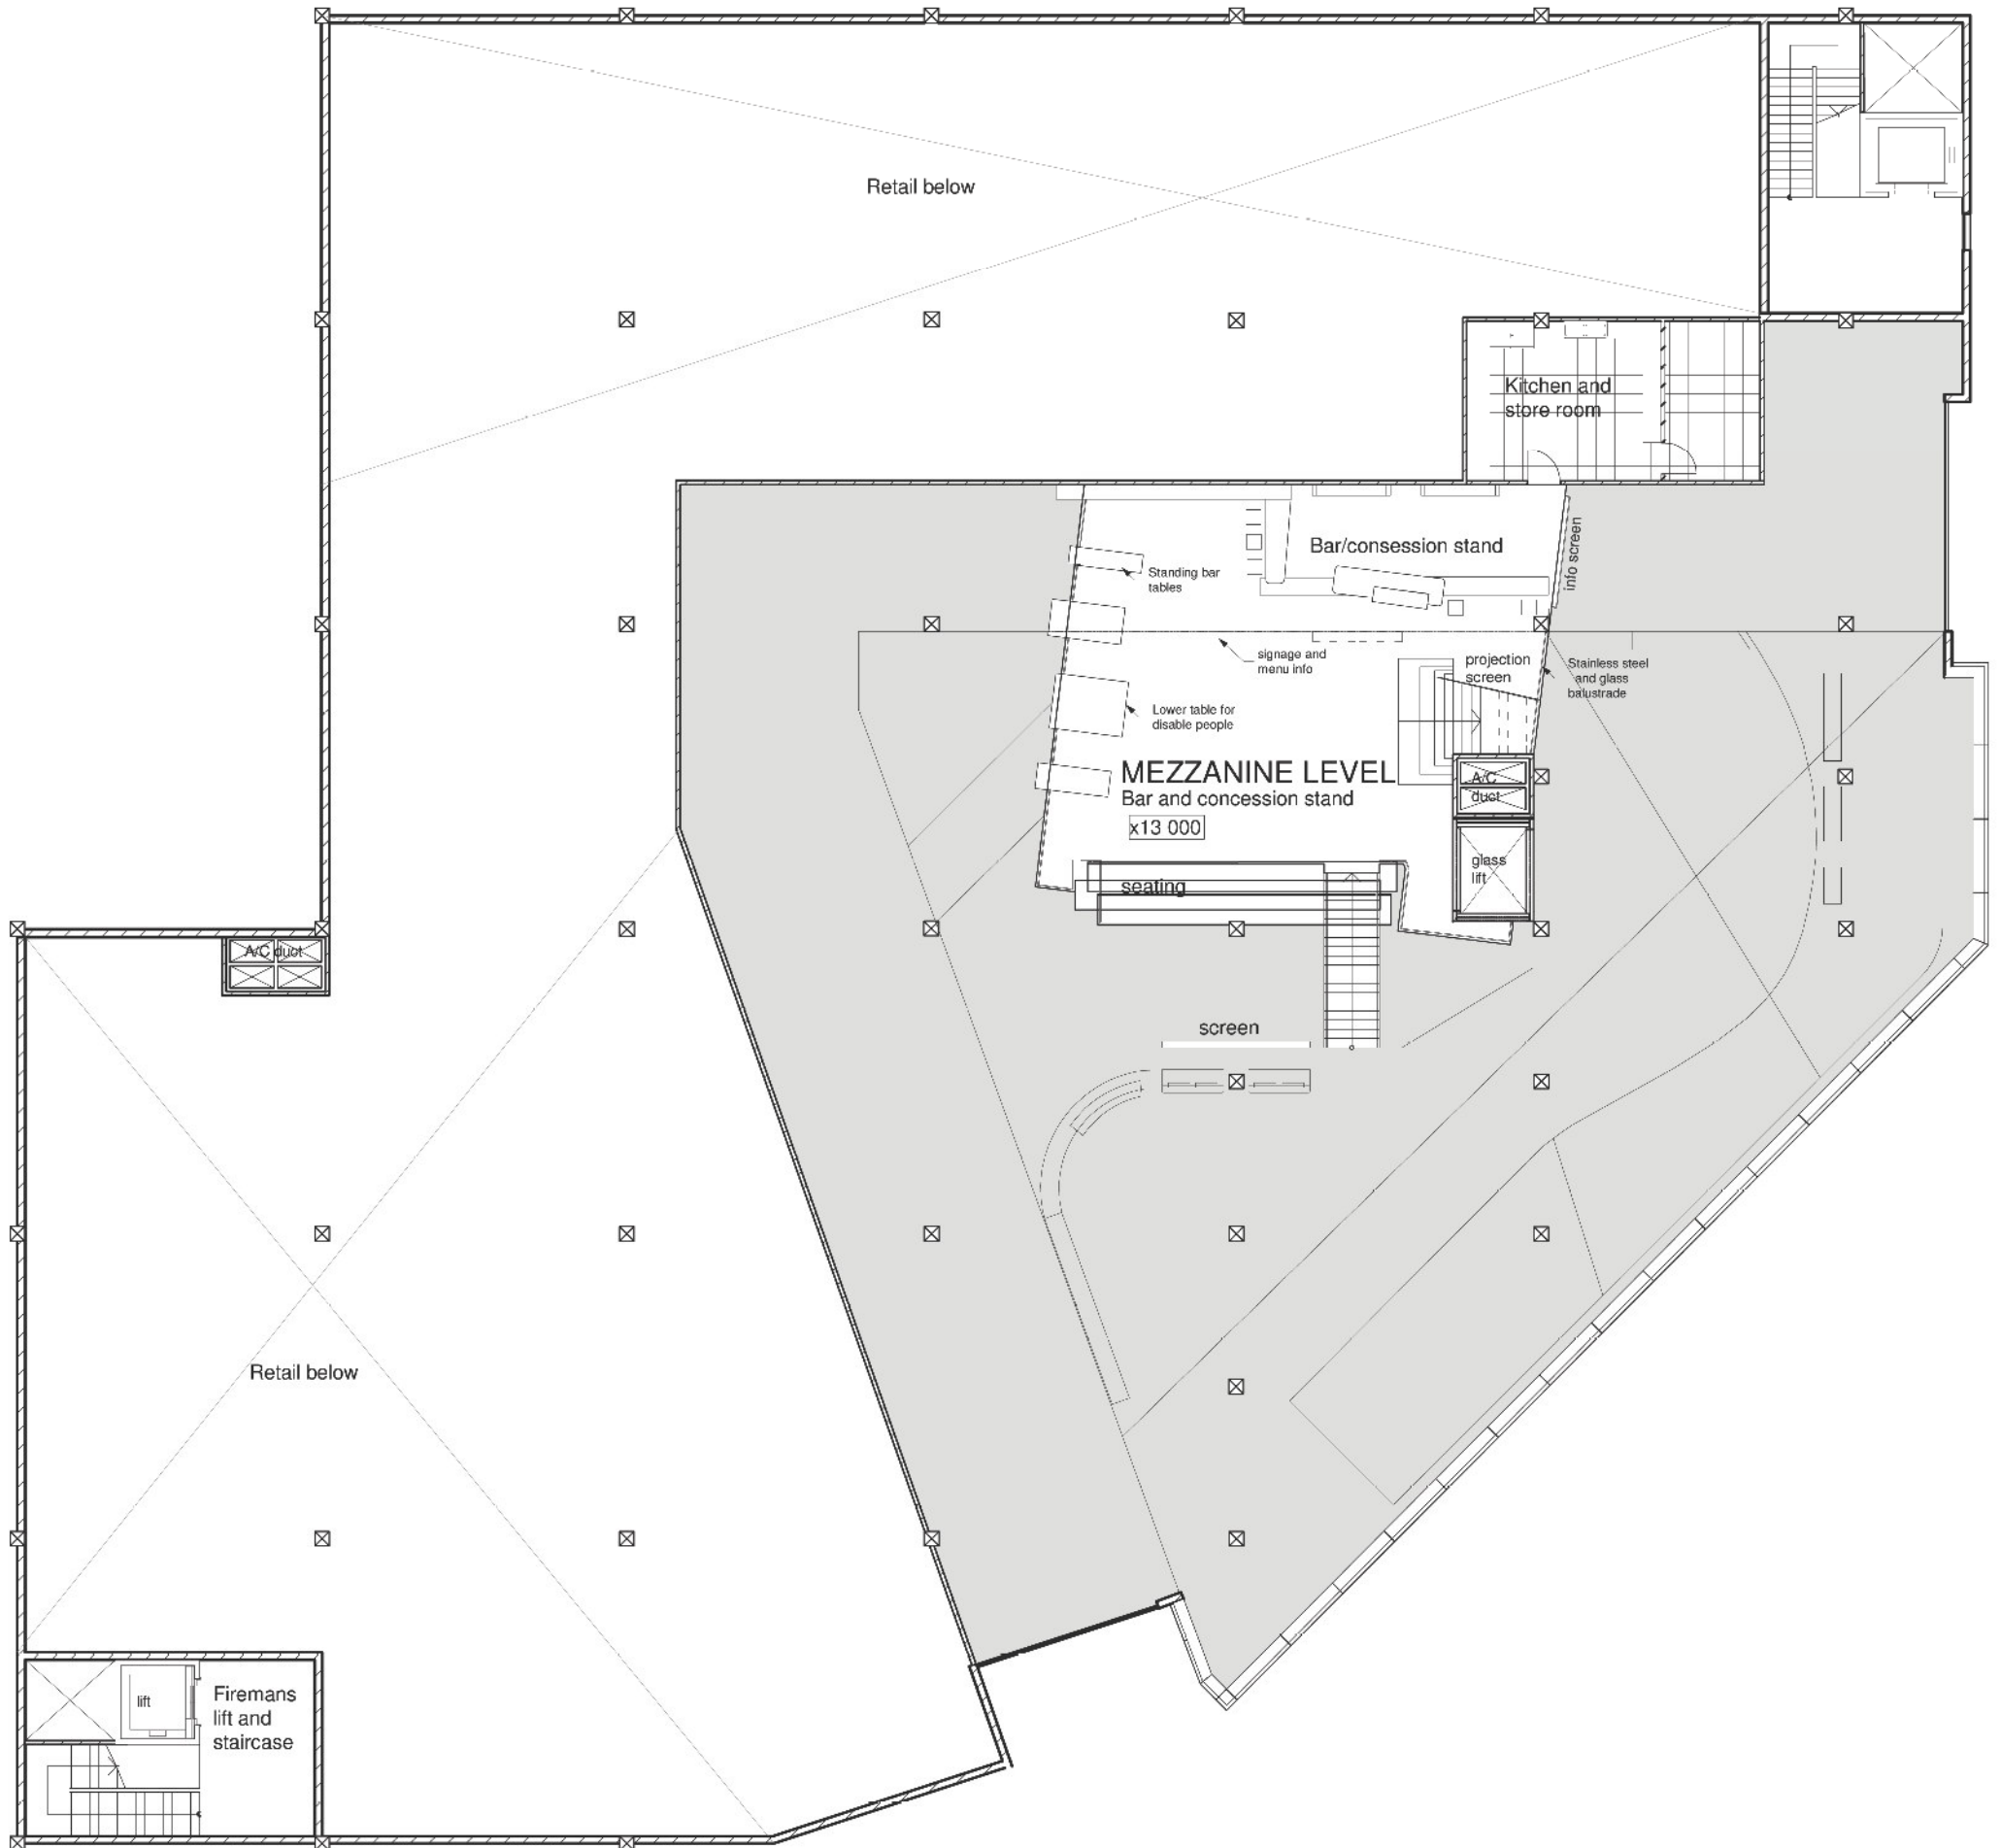 Retail below
Kitchen and
store room
Bar/consession stand
info screen
Standing bar
tables
signage and
menu info
projection
screen
Stainless steel
and glass
balustrade
Lower table for
disable people
MEZZANINE LEVEL
Bar and concession stand
x13 000
A/C
duct
glass
lift
seating
A/C duct
screen
Retail below
lift
Firemans
lift and
staircase